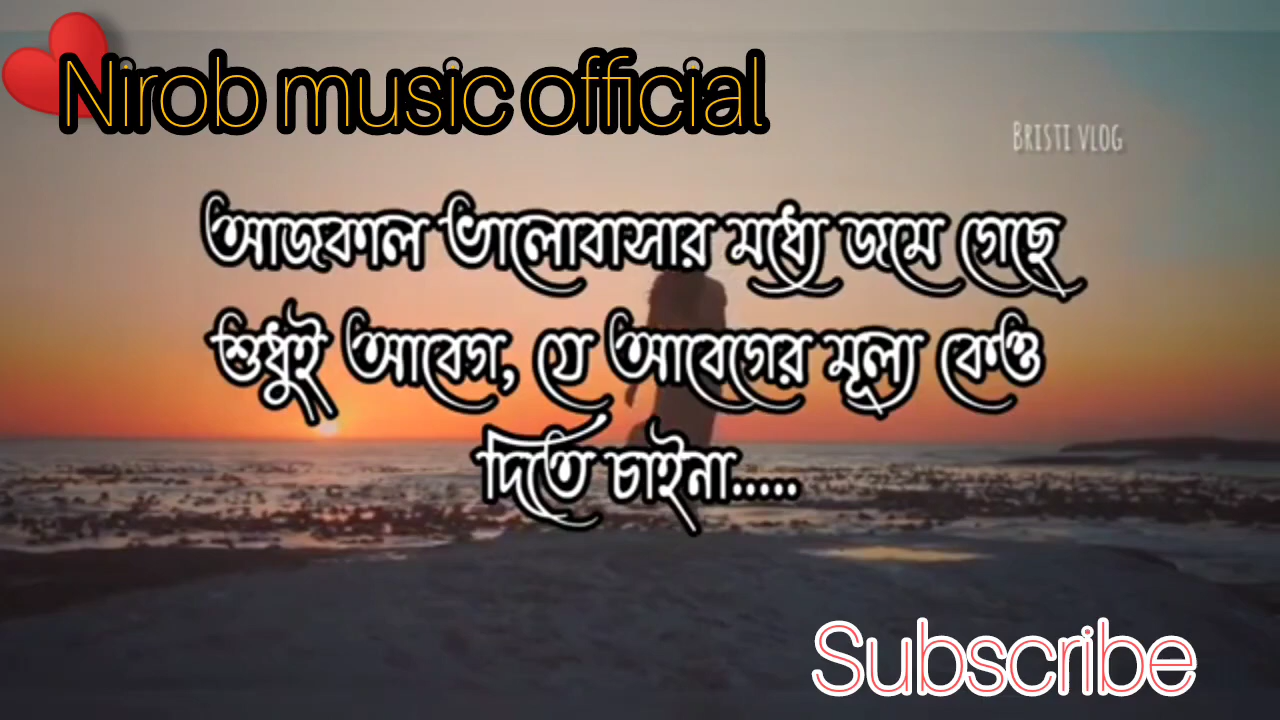 Nirob music official
Bristi vlog
আজকাল ভালোবাসার মধ্যে জমে গেছে
শুধুই আবেগ, যে আবেগের মূল্য কেও
দিতে চাইনা.....
Subscribe